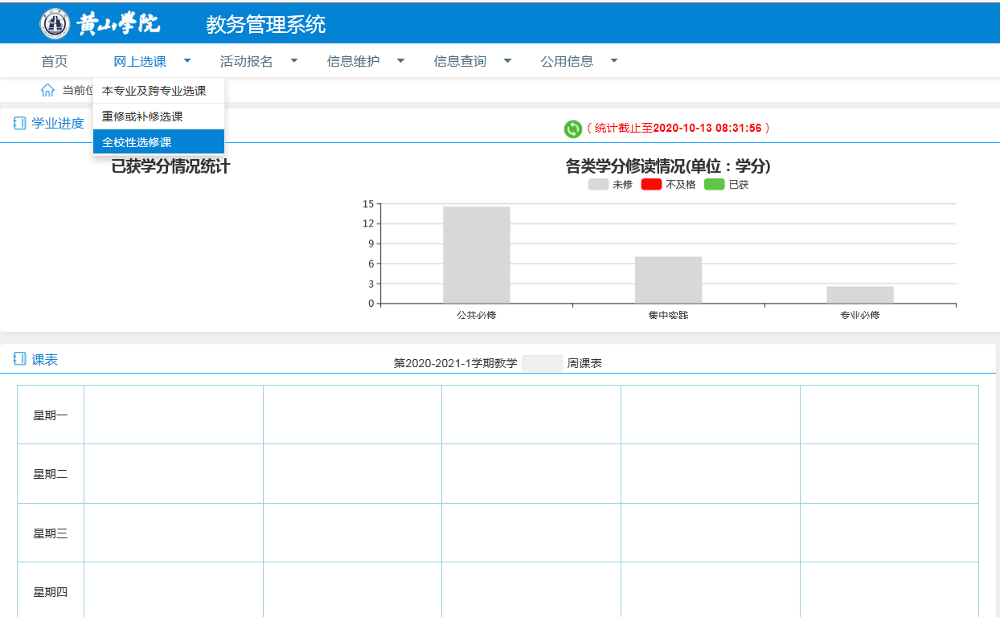 黄山学院 教务管理系统
首页 网上选课 活动报名 信息维护 信息查询 公用信息
当前位
本专业及跨专业选课
重修或补修选课
全校性选修课
学业进度
(统计截止至2020-10-13 08:31:56 )
已获学分情况统计
各类学分修读情况(单位：学分)
未修 不及格 已获
15
12
9
6
3
0
公共必修 集中实践 专业必修
课表
第2020-2021-1学期教学 周课表
星期一
星期二
星期三
星期四